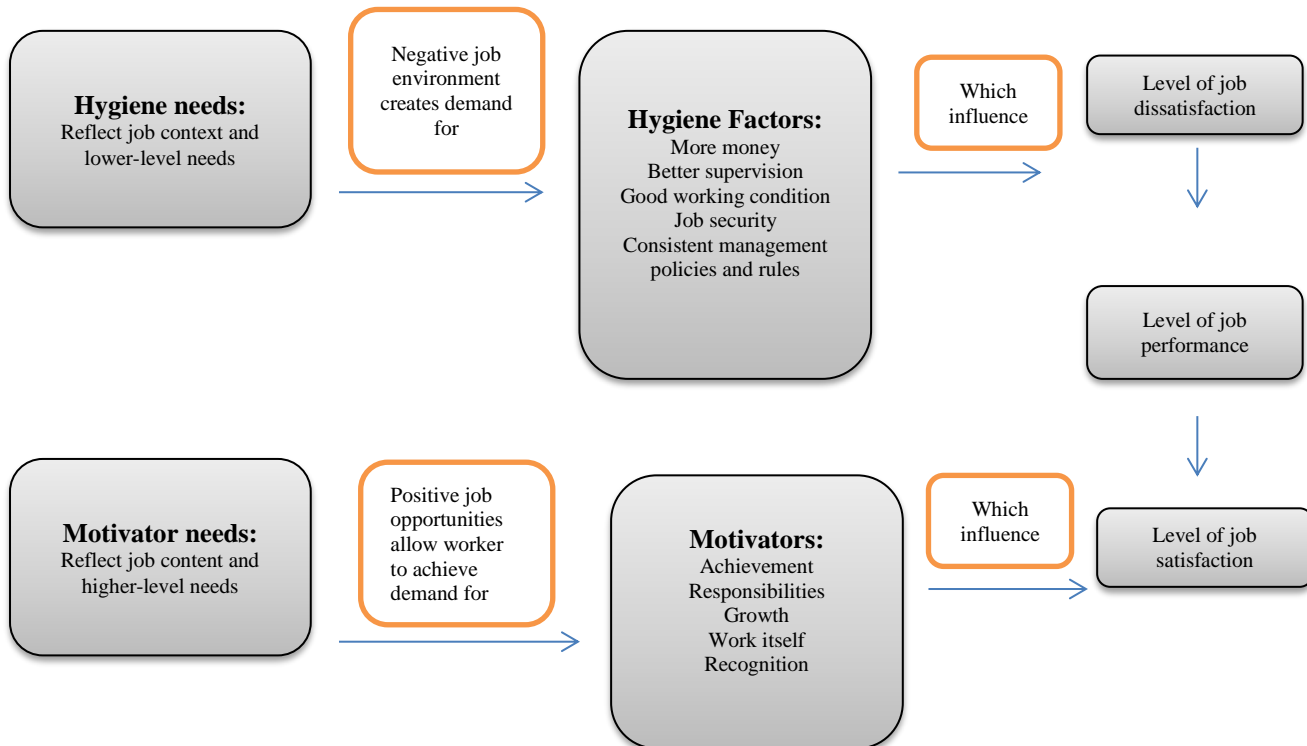 Hygiene needs:
Reflect job context and
lower-level needs
Negative job
environment
creates demand
for
Hygiene Factors:
More money
Better supervision
Good working condition
Job security
Consistent management
policies and rules
Which
influence
Level of job
dissatisfaction
Level of job
performance
Motivator needs:
Reflect job content and
higher-level needs
Positive job
opportunities
allow worker
to achieve
demand for
Motivators:
Achievement
Responsibilities
Growth
Work itself
Recognition
Which
influence
Level of job
satisfaction